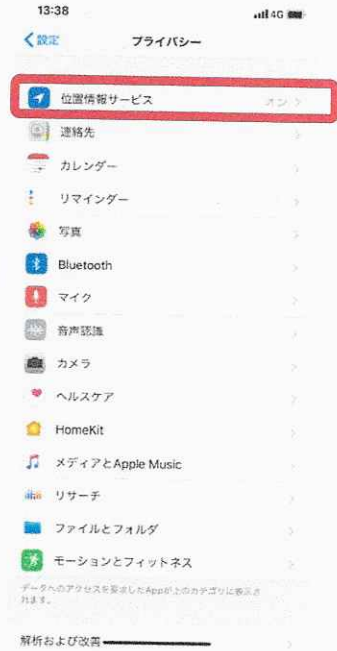 13:38
4G
設定
プライバシー
位置情報サービス オン
連絡先
カレンダー
リマインダー
写真
Bluetooth
マイク
音声認識
カメラ
ヘルスケア
HomeKit
メディアとApple Music
リサーチ
ファイルとフォルダ
モーションとフィットネス
データへのアクセスを要求したAppが上のカテゴリに表示さ
れます。
解析および改善